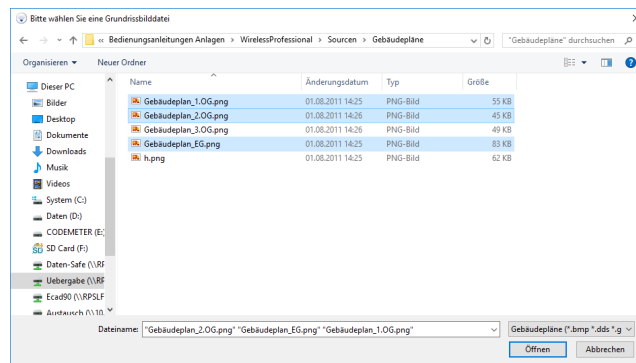 Bitte wählen Sie eine Grundrissbilddatei
« Bedienungsanleitungen Anlagen > WirelessProfessional > Sourcen > Gebäudepläne
"Gebäudepläne" durchsuchen
Organisieren Neuer Ordner
Name Änderungsdatum Typ Größe
Dieser PC
Bilder
Desktop
Dokumente
Downloads
Musik
Videos
System (C:)
Daten (D:)
CODEMETER (E:
SD Card (F:)
Daten-Safe (\\RP
Uebergabe (\\RP
Ecad90 (\\RPSLF
Austausch (\\10.
Gebäudeplan_1.OG.png 01.08.2011 14:25 PNG-Bild 55 KB
Gebäudeplan_2.OG.png 01.08.2011 14:26 PNG-Bild 45 KB
Gebäudeplan_3.OG.png 01.08.2011 14:26 PNG-Bild 49 KB
Gebäudeplan_EG.png 01.08.2011 14:25 PNG-Bild 83 KB
h.png 01.08.2011 14:25 PNG-Bild 62 KB
Dateiname: "Gebäudeplan_2.OG.png" "Gebäudeplan_EG.png" "Gebäudeplan_1.OG.png"
Gebäudepläne (*.bmp *.dds *.g
Öffnen Abbrechen